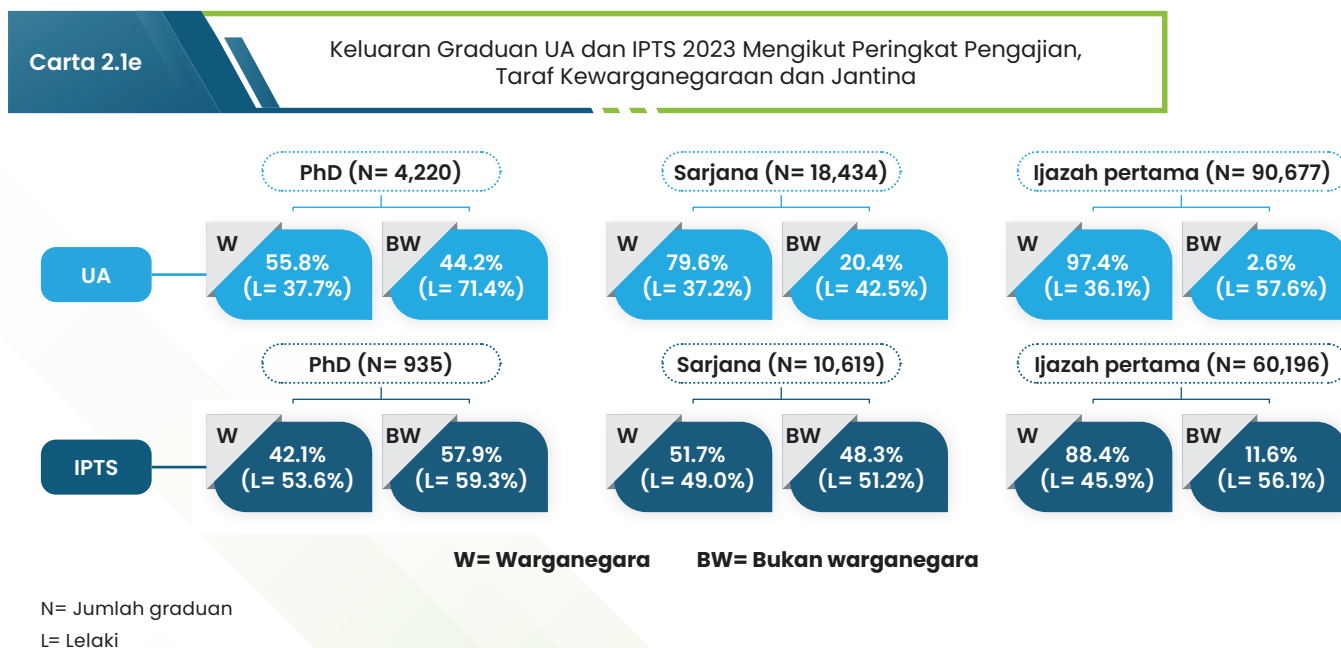 Carta 2.1e
Keluaran Graduan UA dan IPTS 2023 Mengikut Peringkat Pengajian,
Taraf Kewarganegaraan dan Jantina
PhD (N= 4,220)
Sarjana (N= 18,434)
Ijazah pertama (N= 90,677)
UA
W
55.8%
(L= 37.7%)
BW
44.2%
(L= 71.4%)
W
79.6%
(L= 37.2%)
BW
20.4%
(L= 42.5%)
W
97.4%
(L= 36.1%)
BW
2.6%
(L= 57.6%)
PhD (N= 935)
Sarjana (N= 10,619)
Ijazah pertama (N= 60,196)
IPTS
W
42.1%
(L= 53.6%)
BW
57.9%
(L= 59.3%)
W
51.7%
(L= 49.0%)
BW
48.3%
(L= 51.2%)
W
88.4%
(L= 45.9%)
BW
11.6%
(L= 56.1%)
W= Warganegara BW= Bukan warganegara
N= Jumlah graduan
L= Lelaki